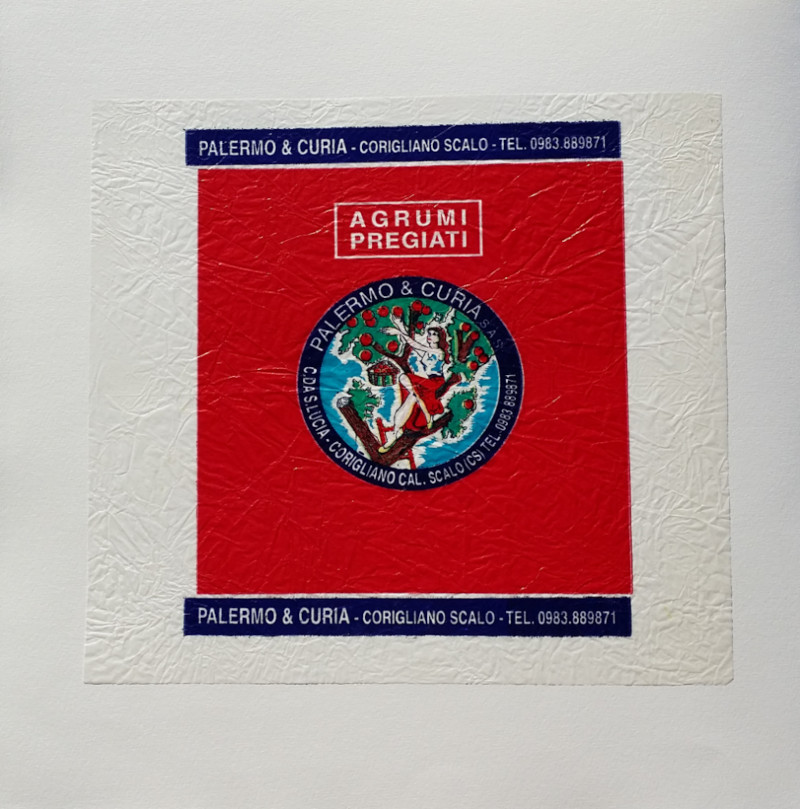 PALERMO & CURIA - CORIGLIANO SCALO - TEL. 0983.889871
AGRUMI
PREGIATI
PALERMO & CURIA S.A.S.
C.DA S.LUCIA - CORIGLIANO CAL. SCALO (CS) TEL. 0983 889871
PALERMO & CURIA - CORIGLIANO SCALO - TEL. 0983.889871